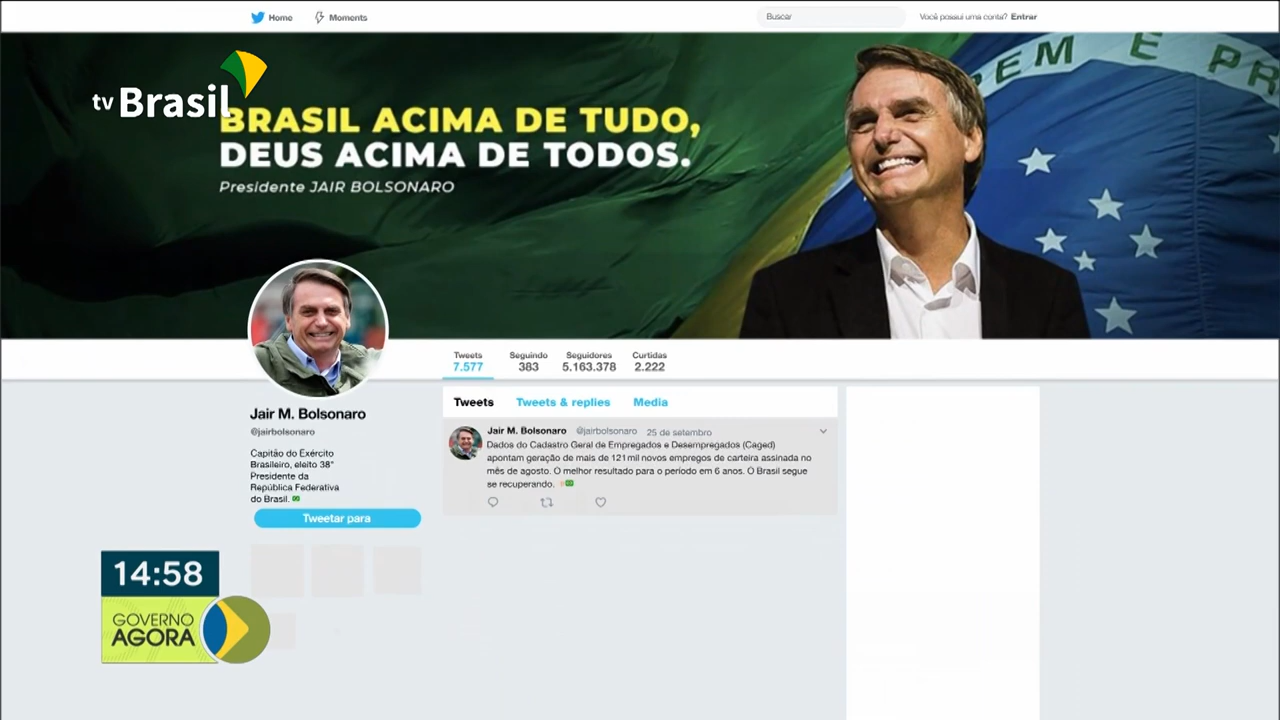 Home
Moments
Buscar
Você possui uma conta? Entrar
tv Brasil
BRASIL ACIMA DE TUDO,
DEUS ACIMA DE TODOS.
Presidente JAIR BOLSONARO
EM E PR
Tweets
7.577
Seguindo
383
Seguidores
5.163.378
Curtidas
2.222
Jair M. Bolsonaro
@jairbolsonaro
Capitão do Exército
Brasileiro, eleito 38°
Presidente da
República Federativa
do Brasil.
Tweetar para
Tweets
Tweets & replies
Media
Jair M. Bolsonaro @jairbolsonaro 25 de setembro
Dados do Cadastro Geral de Empregados e Desempregados (Caged)
apontam geração de mais de 121 mil novos empregos de carteira assinada no
mês de agosto. O melhor resultado para o período em 6 anos. O Brasil segue
se recuperando.
14:58
GOVERNO
AGORA